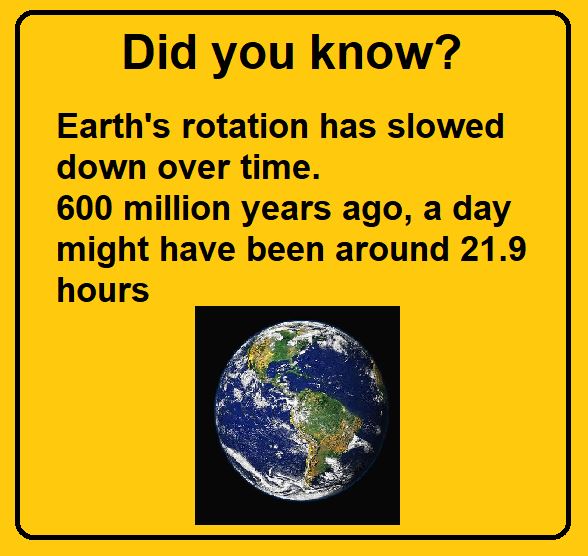 Did you know?
Earth's rotation has slowed
down over time.
600 million years ago, a day
might have been around 21.9
hours